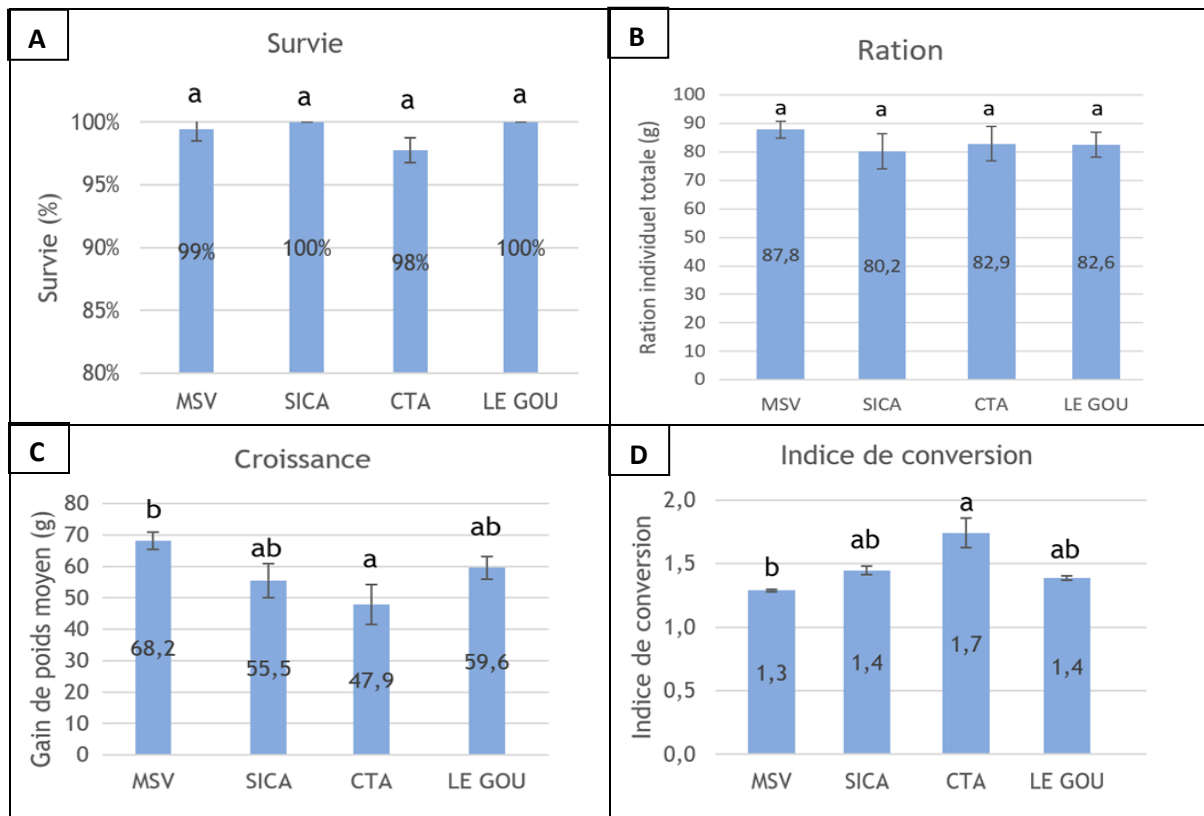 A
Survie
a a a a
Survie (%)
100%
95%
90%
85%
80%
99% 100% 98% 100%
MSV SICA CTA LE GOU
B
Ration
Ration individuel totale (g)
100
90
80
70
60
50
40
30
20
10
0
a a a a
87,8 80,2 82,9 82,6
MSV SICA CTA LE GOU
C
Croissance
Gain de poids moyen (g)
80
70
60
50
40
30
20
10
0
b ab a ab
68,2 55,5 47,9 59,6
MSV SICA CTA LE GOU
D
Indice de conversion
Indice de conversion
2,0
1,5
1,0
0,5
0,0
b ab a ab
1,3 1,4 1,7 1,4
MSV SICA CTA LE GOU